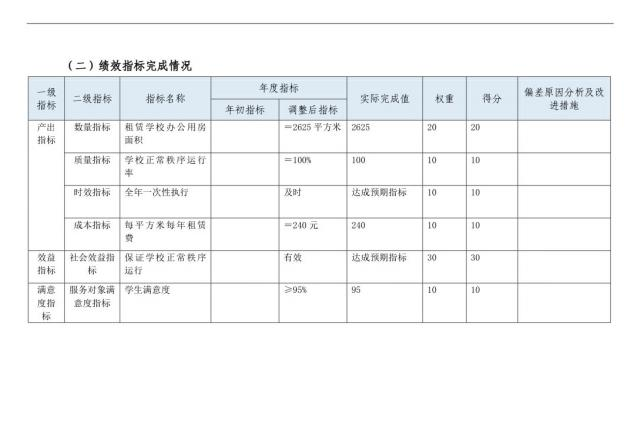 （二）绩效指标完成情况
一级指标 二级指标 指标名称 年度指标 实际完成值 权重 得分 偏差原因分析及改进措施
年初指标 调整后指标
产出指标 数量指标 租赁学校办公用房面积 ＝2625 平方米 2625 20 20
质量指标 学校正常秩序运行率 ＝100% 100 10 10
时效指标 全年一次性执行 及时 达成预期指标 10 10
成本指标 每平方米每年租赁费 ＝240 元 240 10 10
效益指标 社会效益指标 保证学校正常秩序运行 有效 达成预期指标 30 30
满意度指标 服务对象满意度指标 学生满意度 ≥95% 95 10 10